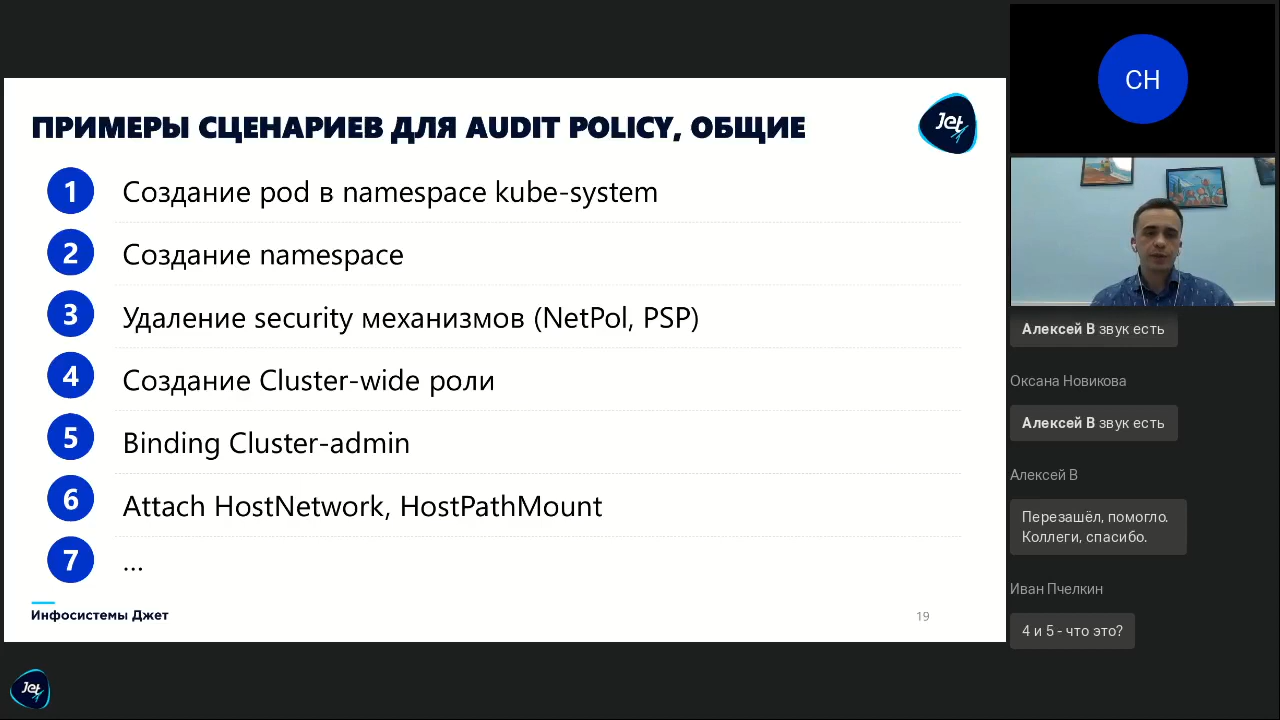 ПРИМЕРЫ СЦЕНАРИЕВ ДЛЯ AUDIT POLICY, ОБЩИЕ
Jet
1 Создание pod в namespace kube-system
2 Создание namespace
3 Удаление security механизмов (NetPol, PSP)
4 Создание Cluster-wide роли
5 Binding Cluster-admin
6 Attach HostNetwork, HostPathMount
7 ...
Инфосистемы Джет
19
Jet
СН
Алексей В звук есть
Оксана Новикова
Алексей В звук есть
Алексей В
Перезашёл, помогло.
Коллеги, спасибо.
Иван Пчелкин
4 и 5 - что это?